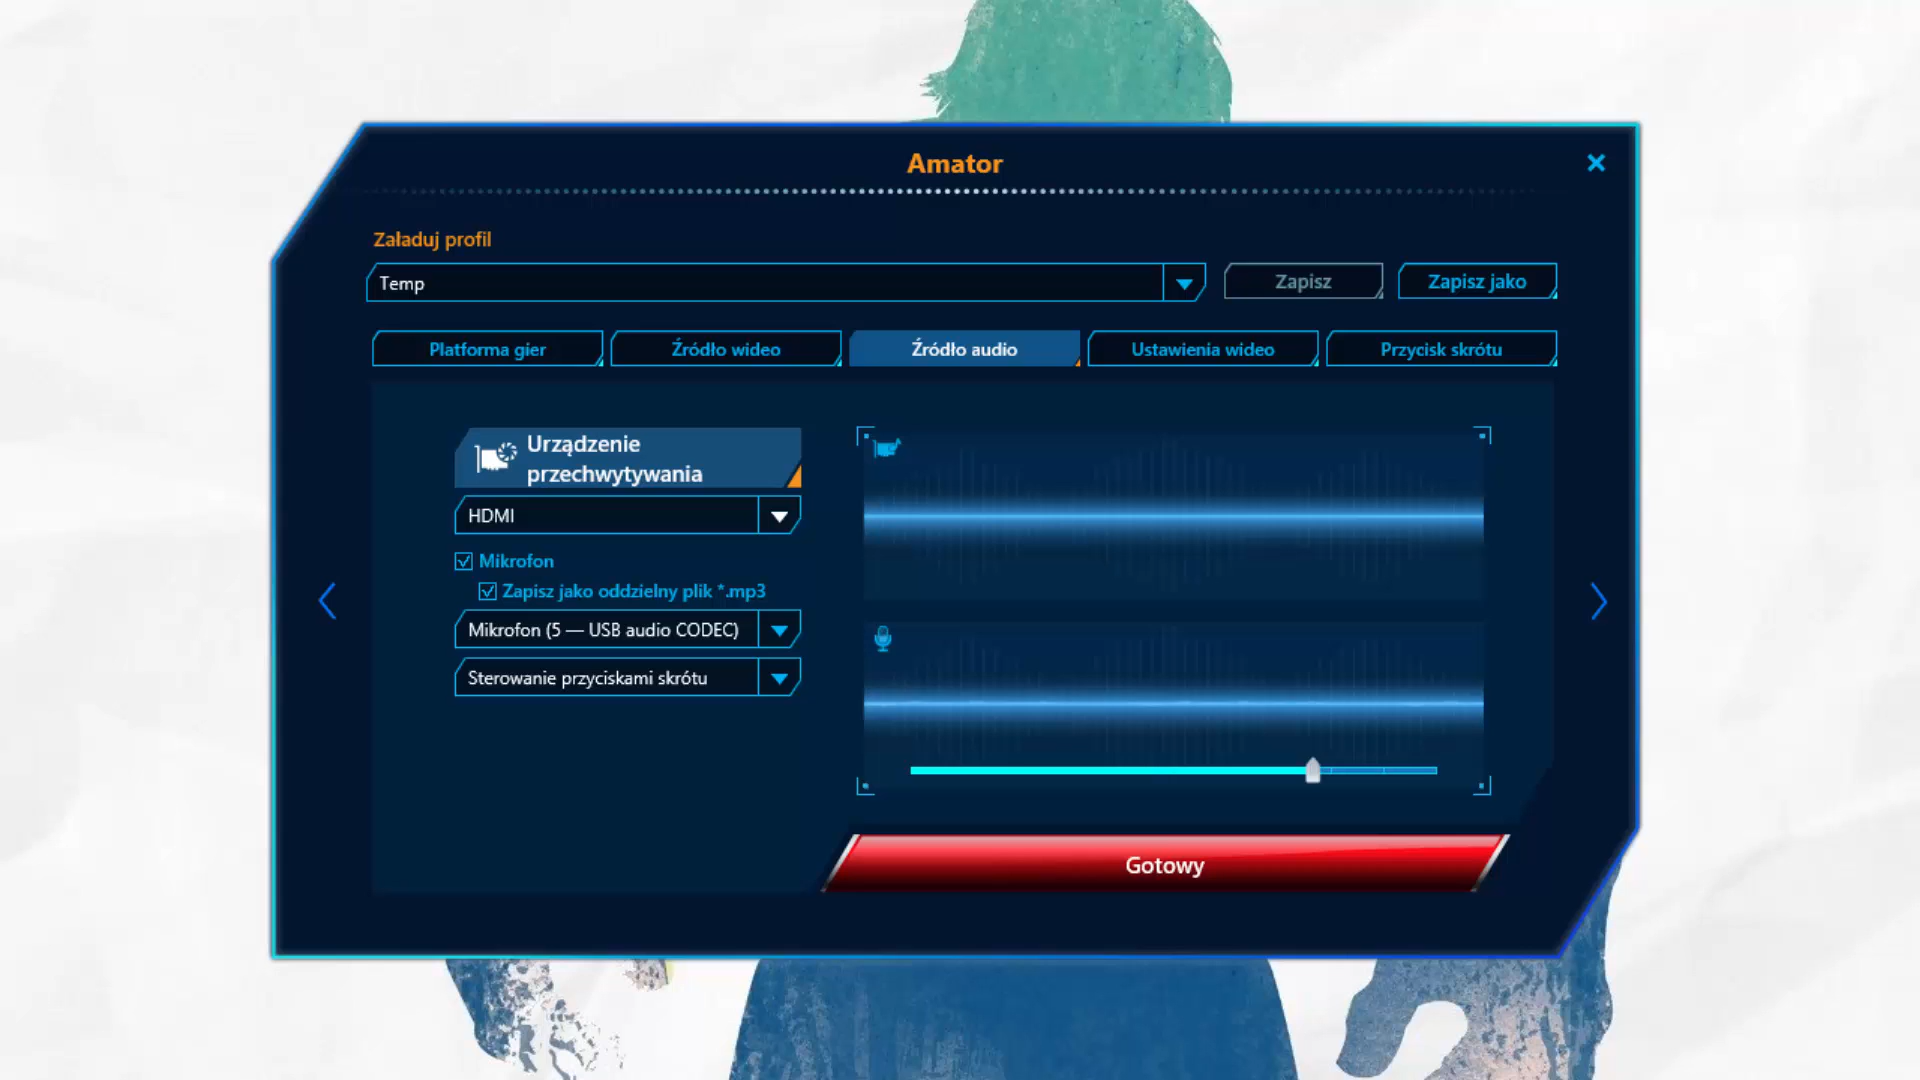 Amator
Załaduj profil
Temp
Zapisz
Zapisz jako
Platforma gier
Źródło wideo
Źródło audio
Ustawienia wideo
Przycisk skrótu
Urządzenie
przechwytywania
HDMI
Mikrofon
Zapisz jako oddzielny plik *.mp3
Mikrofon (5 — USB audio CODEC)
Sterowanie przyciskami skrótu
Gotowy